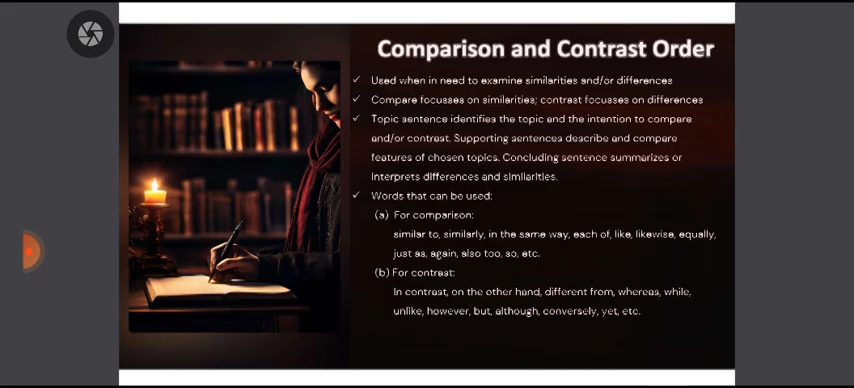 Comparison and Contrast Order
✓ Used when in need to examine similarities and/or differences
✓ Compare focusses on similarities; contrast focusses on differences
✓ Topic sentence identifies the topic and the intention to compare
and/or contrast. Supporting sentences describe and compare
features of chosen topics. Concluding sentence summarizes or
interprets differences and similarities.
✓ Words that can be used:
(a) For comparison:
similar to, similarly, in the same way, each of, like, likewise, equally,
just as, again, also too, so, etc.
(b) For contrast:
In contrast, on the other hand, different from, whereas, while,
unlike, however, but, although, conversely, yet, etc.